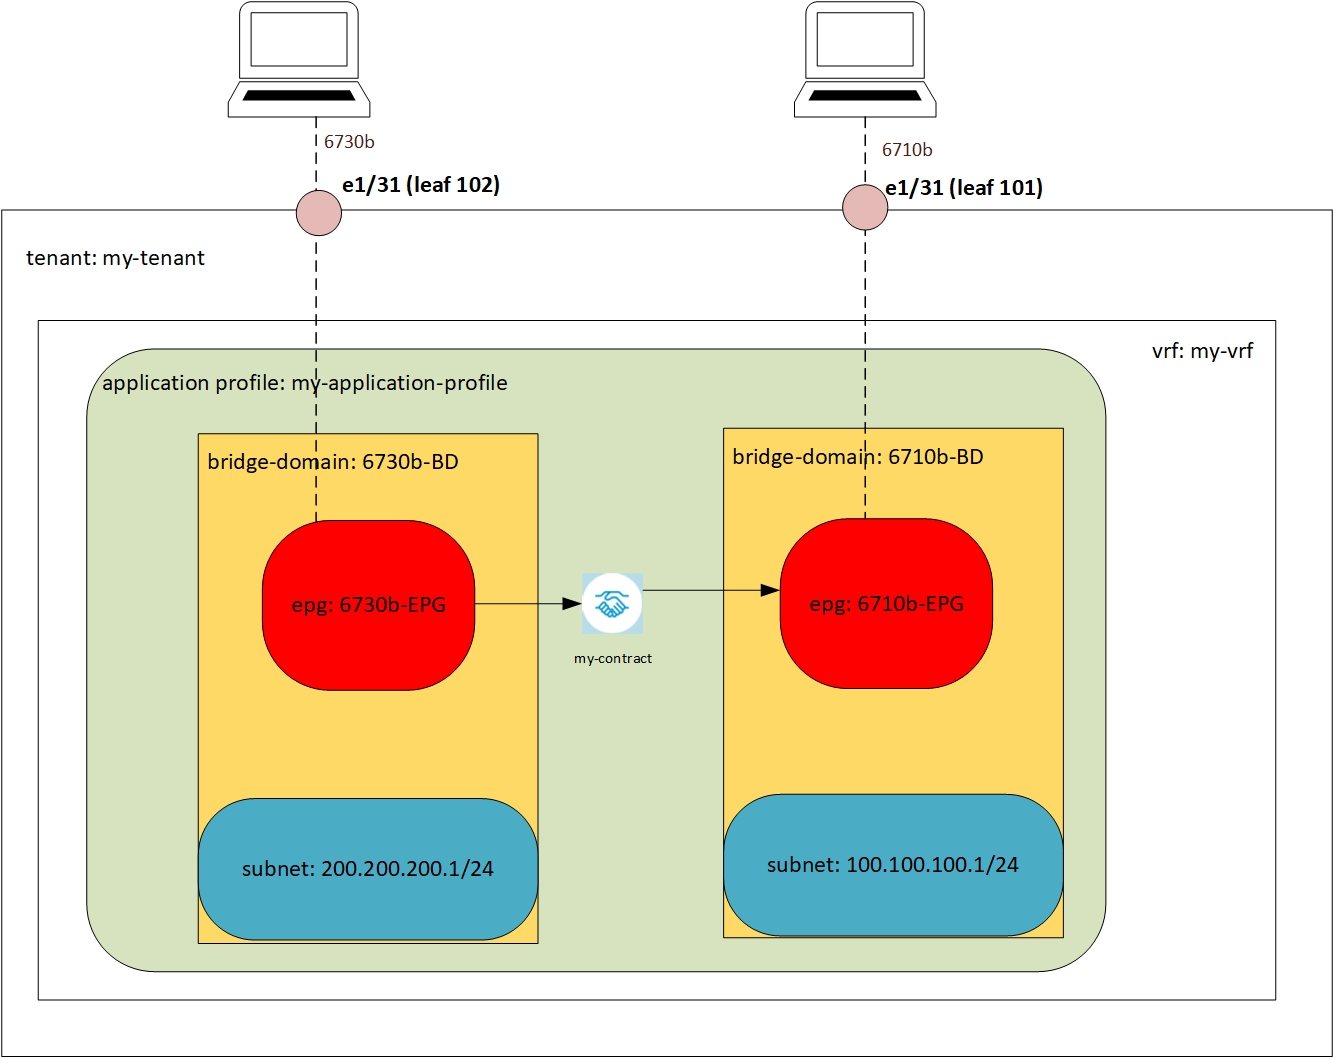 6730b
6710b
e1/31 (leaf 102)
e1/31 (leaf 101)
tenant: my-tenant
vrf: my-vrf
application profile: my-application-profile
bridge-domain: 6730b-BD
bridge-domain: 6710b-BD
epg: 6730b-EPG
epg: 6710b-EPG
my-contract
subnet: 200.200.200.1/24
subnet: 100.100.100.1/24